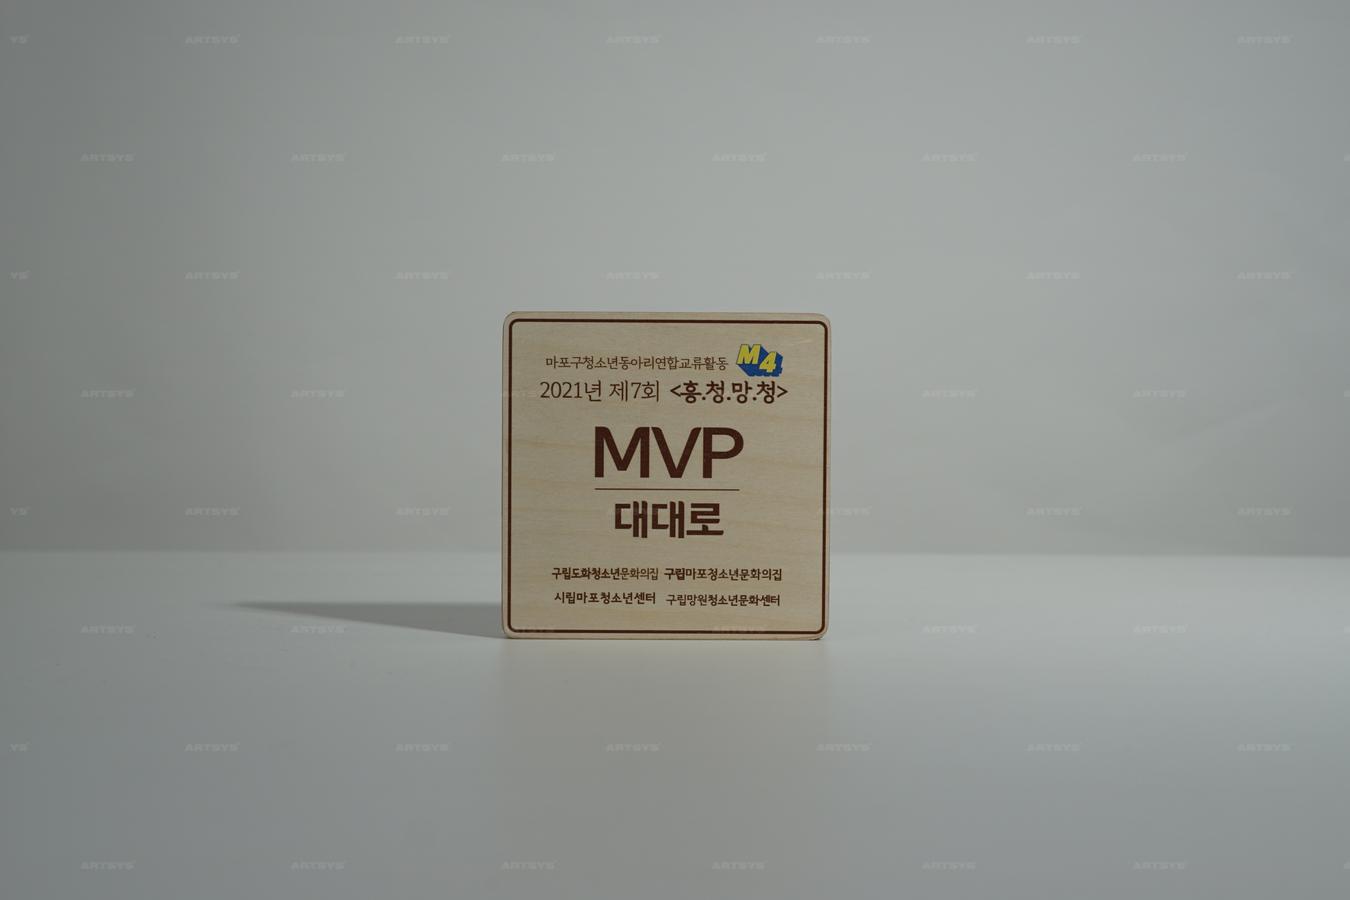 마포구청소년동아리연합교류활동 M4
2021년 제7회 <흥.청.망.청>
MVP
대대로
구립도화청소년문화의집 구립마포청소년문화의집
시립마포청소년센터 구립망원청소년문화센터
ARTSYS